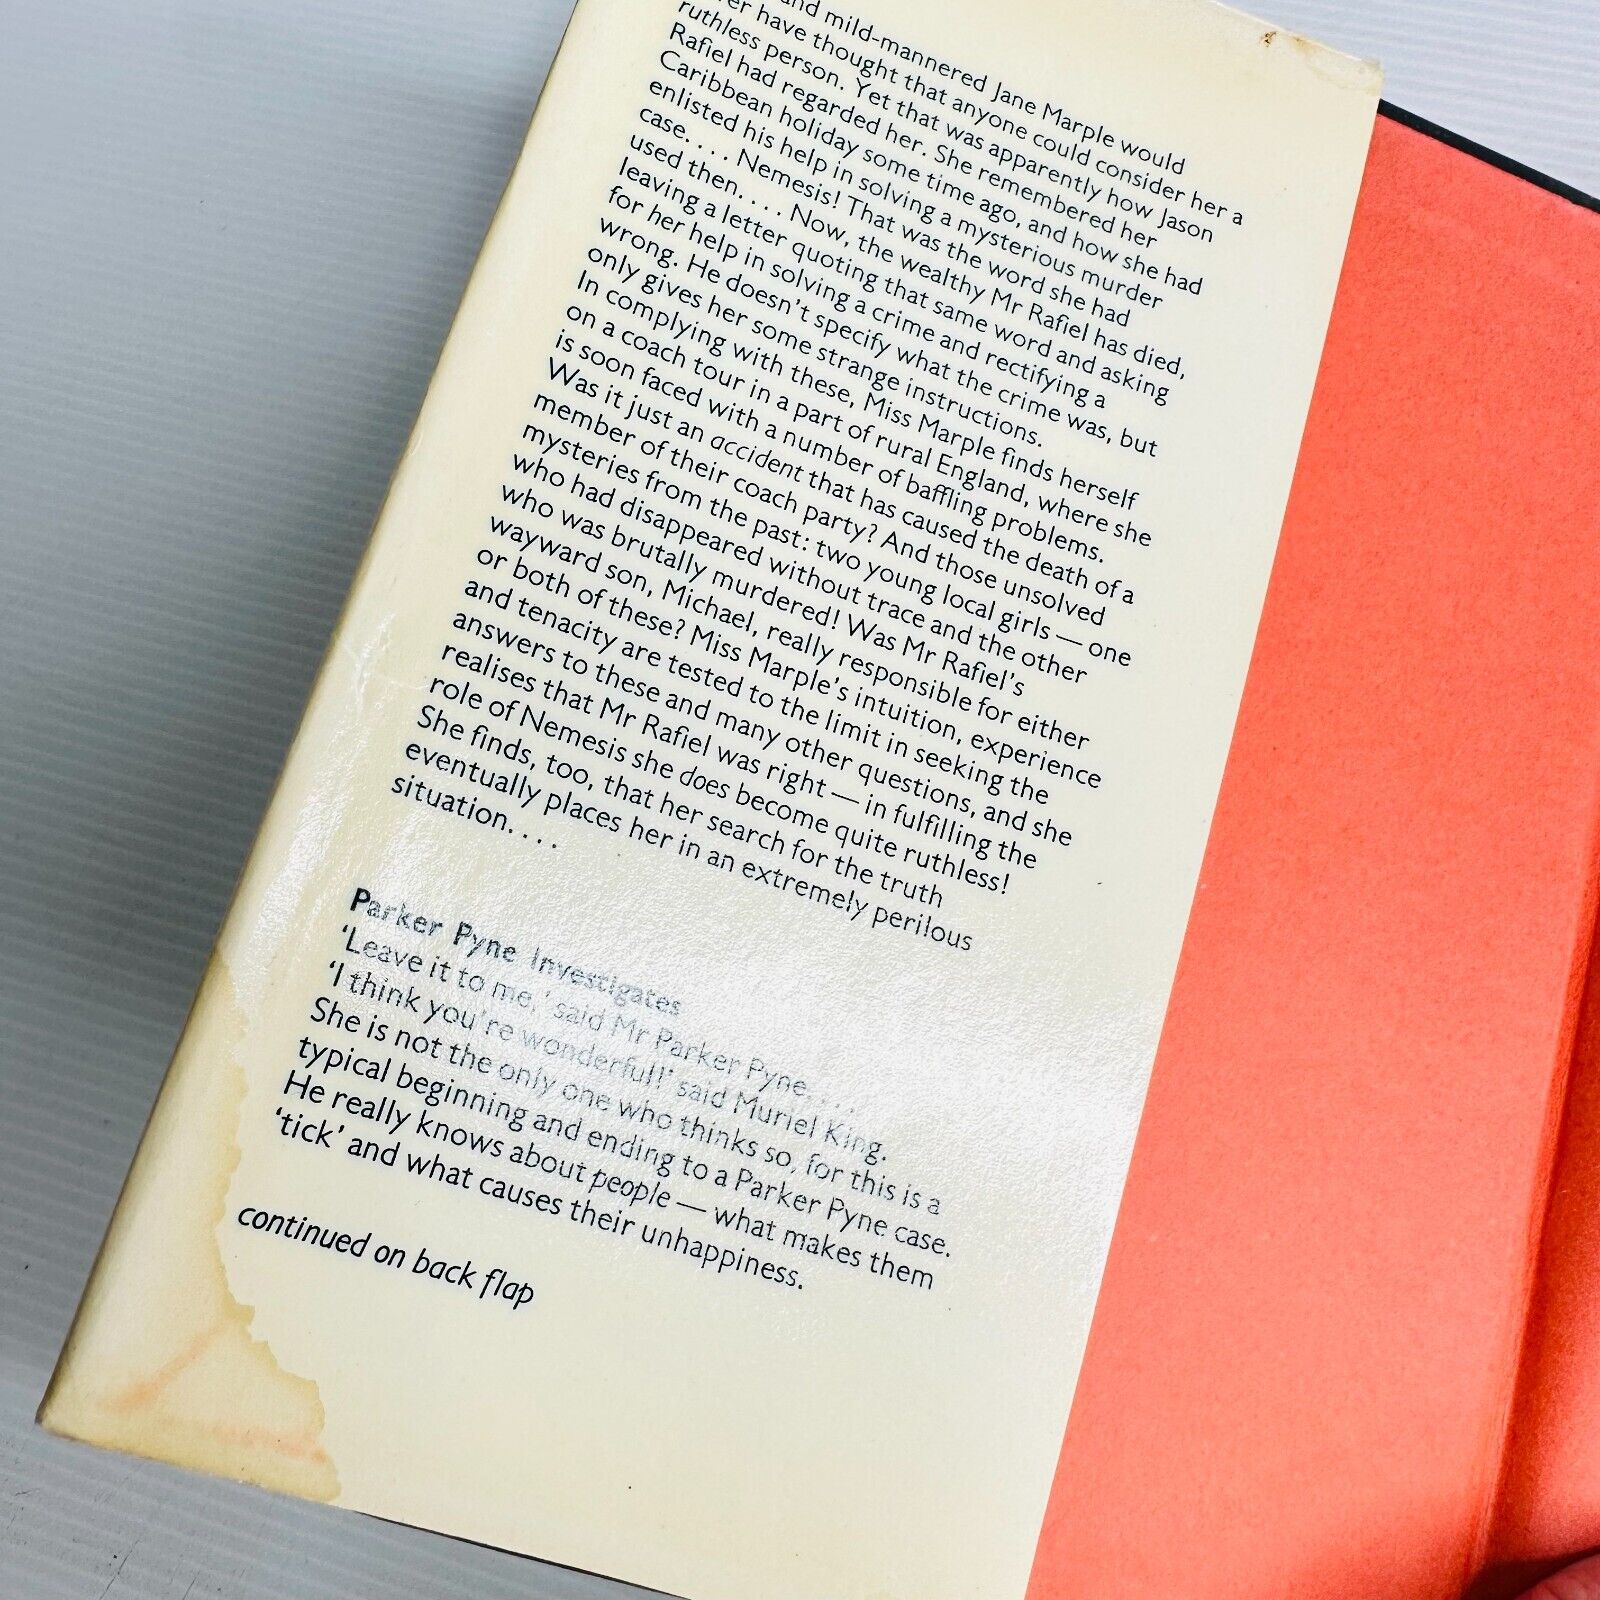 and mild-mannered Jane Marple would
have thought that anyone could consider her a
ruthless person. Yet that was apparently how Jason
Rafiel had regarded her. She remembered her
Caribbean holiday some time ago, and how she had
enlisted his help in solving a mysterious murder
case. . . . Nemesis! That was the word she had
used then. . . . Now, the wealthy Mr Rafiel has died,
leaving a letter quoting that same word and asking
for her help in solving a crime and rectifying a
wrong. He doesn't specify what the crime was, but
only gives her some strange instructions.
In complying with these, Miss Marple finds herself
on a coach tour in a part of rural England, where she
is soon faced with a number of baffling problems.
Was it just an accident that has caused the death of a
member of their coach party? And those unsolved
mysteries from the past: two young local girls — one
who had disappeared without trace and the other
who was brutally murdered! Was Mr Rafiel's
wayward son, Michael, really responsible for either
or both of these? Miss Marple's intuition, experience
and tenacity are tested to the limit in seeking the
answers to these and many other questions, and she
realises that Mr Rafiel was right — in fulfilling the
role of Nemesis she does become quite ruthless!
She finds, too, that her search for the truth
eventually places her in an extremely perilous
situation. . . .
Parker Pyne Investigates
'Leave it to me,' said Mr Parker Pyne. . . .
'I think you're wonderful!' said Muriel King.
She is not the only one who thinks so, for this is a
typical beginning and ending to a Parker Pyne case.
He really knows about people — what makes them
'tick' and what causes their unhappiness.
continued on back flap